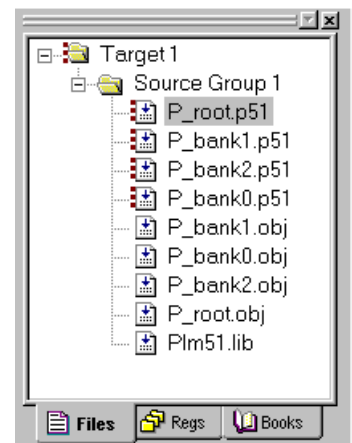 Target 1
Source Group 1
P_root.p51
P_bank1.p51
P_bank2.p51
P_bank0.p51
P_bank1.obj
P_bank0.obj
P_bank2.obj
P_root.obj
Plm51.lib
Files Regs Books